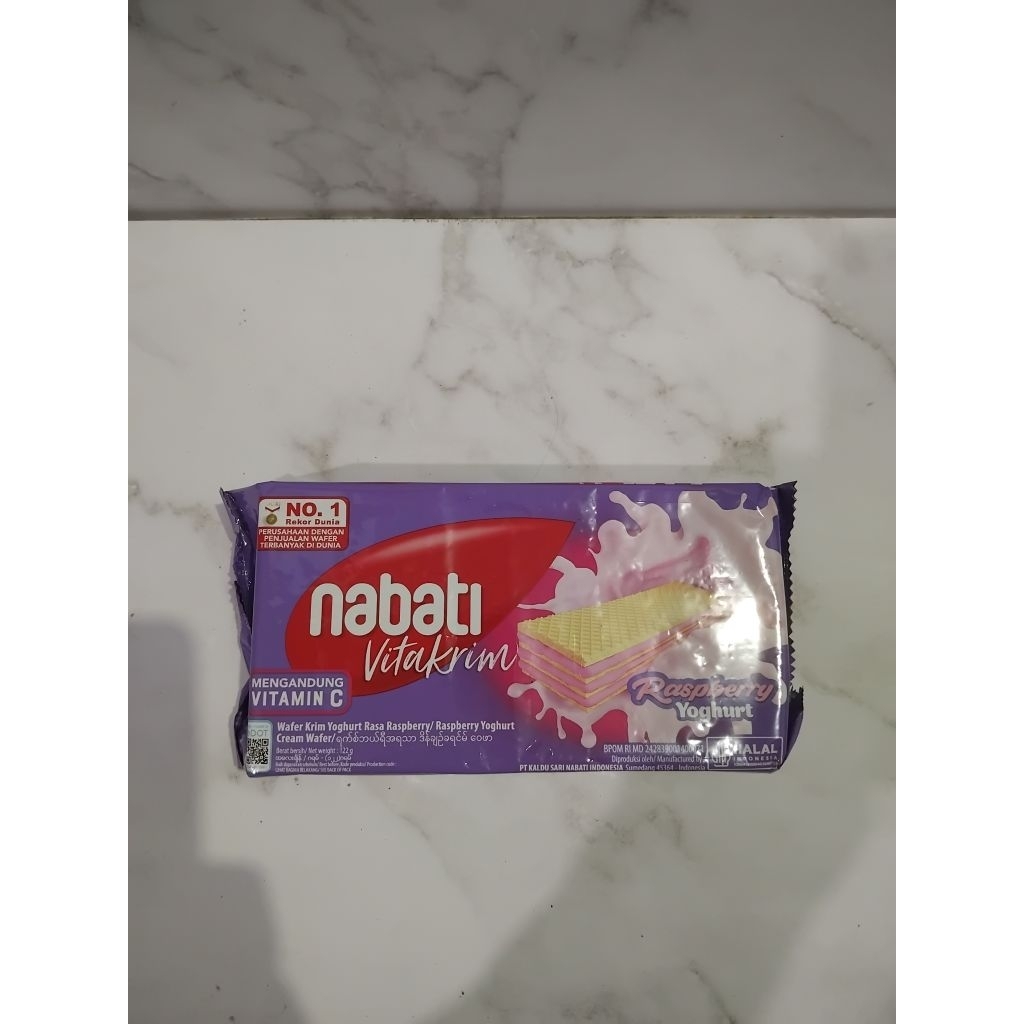 NO. 1
Rekor Dunia
PERUSAHAAN DENGAN
PENJUALAN WAFER
TERBANYAK DI DUNIA
nabati
Vitakrim
MENGANDUNG
VITAMIN C
Raspberry
Yoghurt
Wafer Krim Yoghurt Rasa Raspberry/ Raspberry Yoghurt
Cream Wafer/
Berat bersih/ Net weight : 122 g
BPOM RI MD
Diproduksi oleh/ Manufactured by
PT KALDU SARI NABATI INDONESIA, Sumedang 45364 - Indonesia
HALAL
INDONESIA